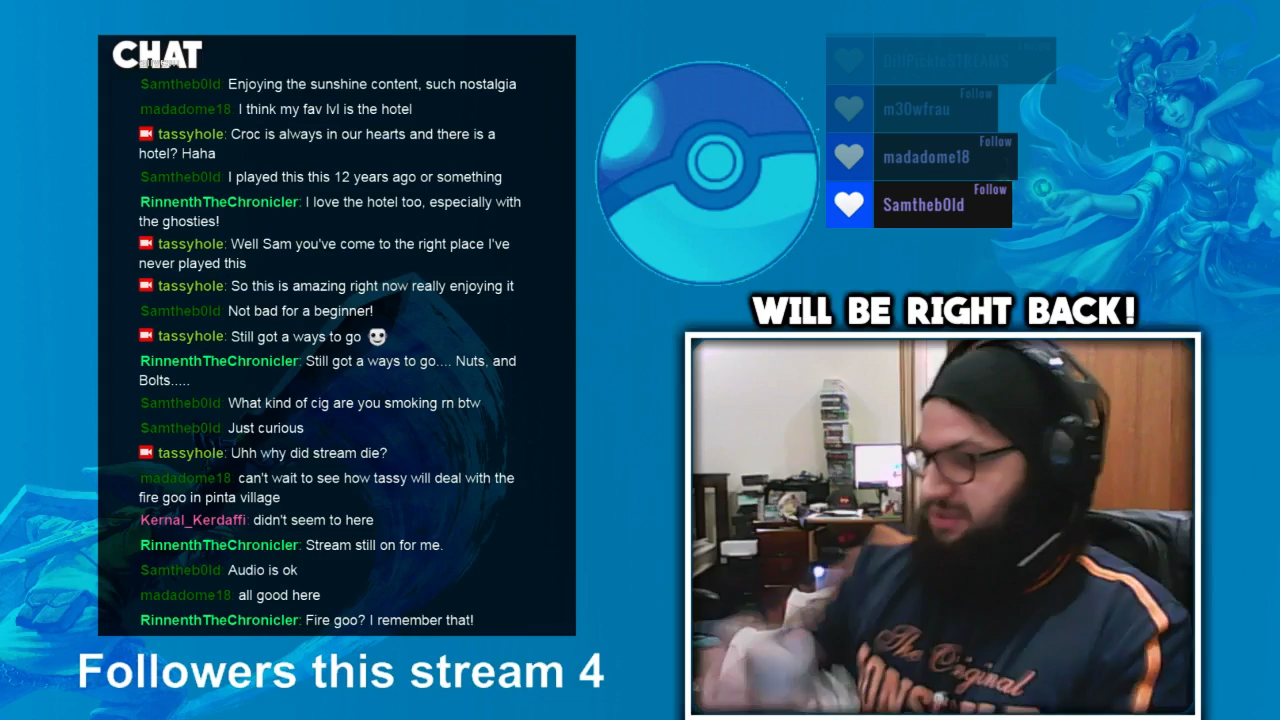 CHAT
Samtheb0ld Enjoying the sunshine content, such nostalgia
madadome18 I think my fav lvl is the hotel
tassyhole: Croc is always in our hearts and there is a
hotel? Haha
Samtheb0ld I played this this 12 years ago or something
RinnenthTheChronicler: I love the hotel too, especially with
the ghosties!
tassyhole: Well Sam you've come to the right place I've
never played this
tassyhole: So this is amazing right now really enjoying it
Samtheb0ld Not bad for a beginner!
tassyhole: Still got a ways to go
RinnenthTheChronicler: Still got a ways to go.... Nuts, and
Bolts.....
Samtheb0ld What kind of cig are you smoking rn btw
Samtheb0ld Just curious
tassyhole: Uhh why did stream die?
madadome18: can't wait to see how tassy will deal with the
fire goo in pinta village
Kernal_Kerdaffi: didn't seem to here
RinnenthTheChronicler: Stream still on for me.
Samtheb0ld Audio is ok
madadome18: all good here
RinnenthTheChronicler: Fire goo? I remember that!
Followers this stream 4
Follow
DillPickleSTREAMS
Follow
m30wfrau
Follow
madadome18
Follow
Samtheb0ld
WILL BE RIGHT BACK!
The Original